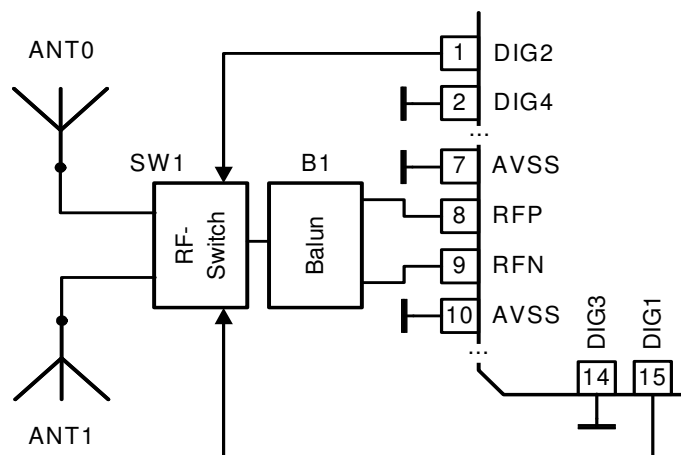 ANT0
1 DIG2
2 DIG4
...
SW1
B1
7 AVSS
RF-
Switch
Balun
8 RFP
9 RFN
10 AVSS
...
DIG3
DIG1
14
15
ANT1